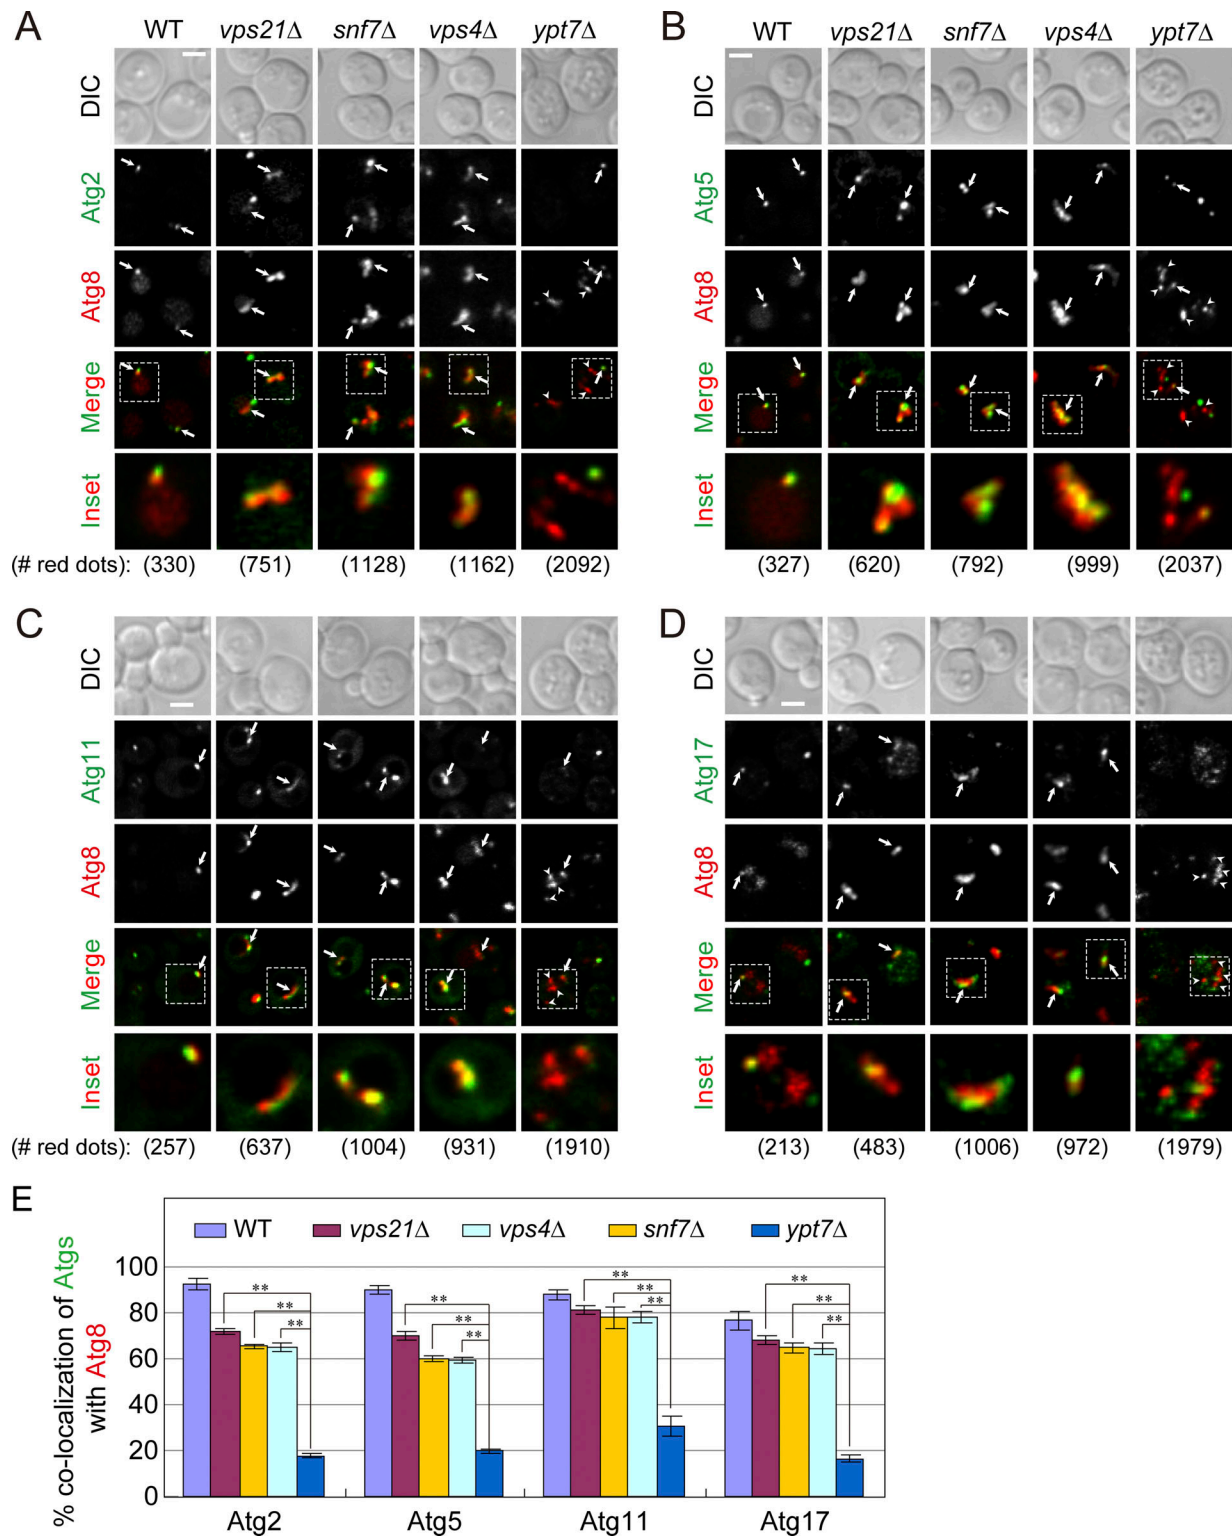 A
WT vps21Δ snf7Δ vps4Δ ypt7Δ
DIC
Atg2
Atg8
Merge
Inset
(# red dots): (330) (751) (1128) (1162) (2092)
B
WT vps21Δ snf7Δ vps4Δ ypt7Δ
DIC
Atg5
Atg8
Merge
Inset
(327) (620) (792) (999) (2037)
C
DIC
Atg11
Atg8
Merge
Inset
(# red dots): (257) (637) (1004) (931) (1910)
D
DIC
Atg17
Atg8
Merge
Inset
(213) (483) (1006) (972) (1979)
E
WT vps21Δ vps4Δ snf7Δ ypt7Δ
% co-localization of Atgs
with Atg8
100
80
60
40
20
0
** ** ** **
** ** ** **
** ** ** **
Atg2 Atg5 Atg11 Atg17